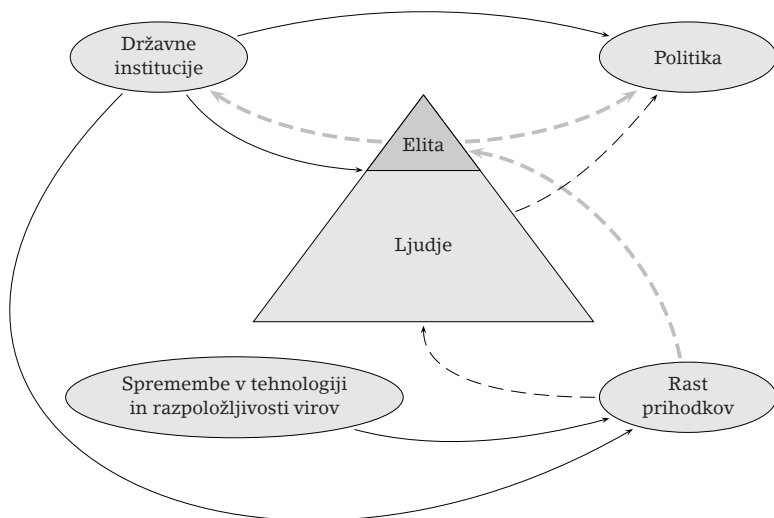 Državne
institucije
Politika
Elita
Ljudje
Spremembe v tehnologiji
in razpoložljivosti virov
Rast
prihodkov